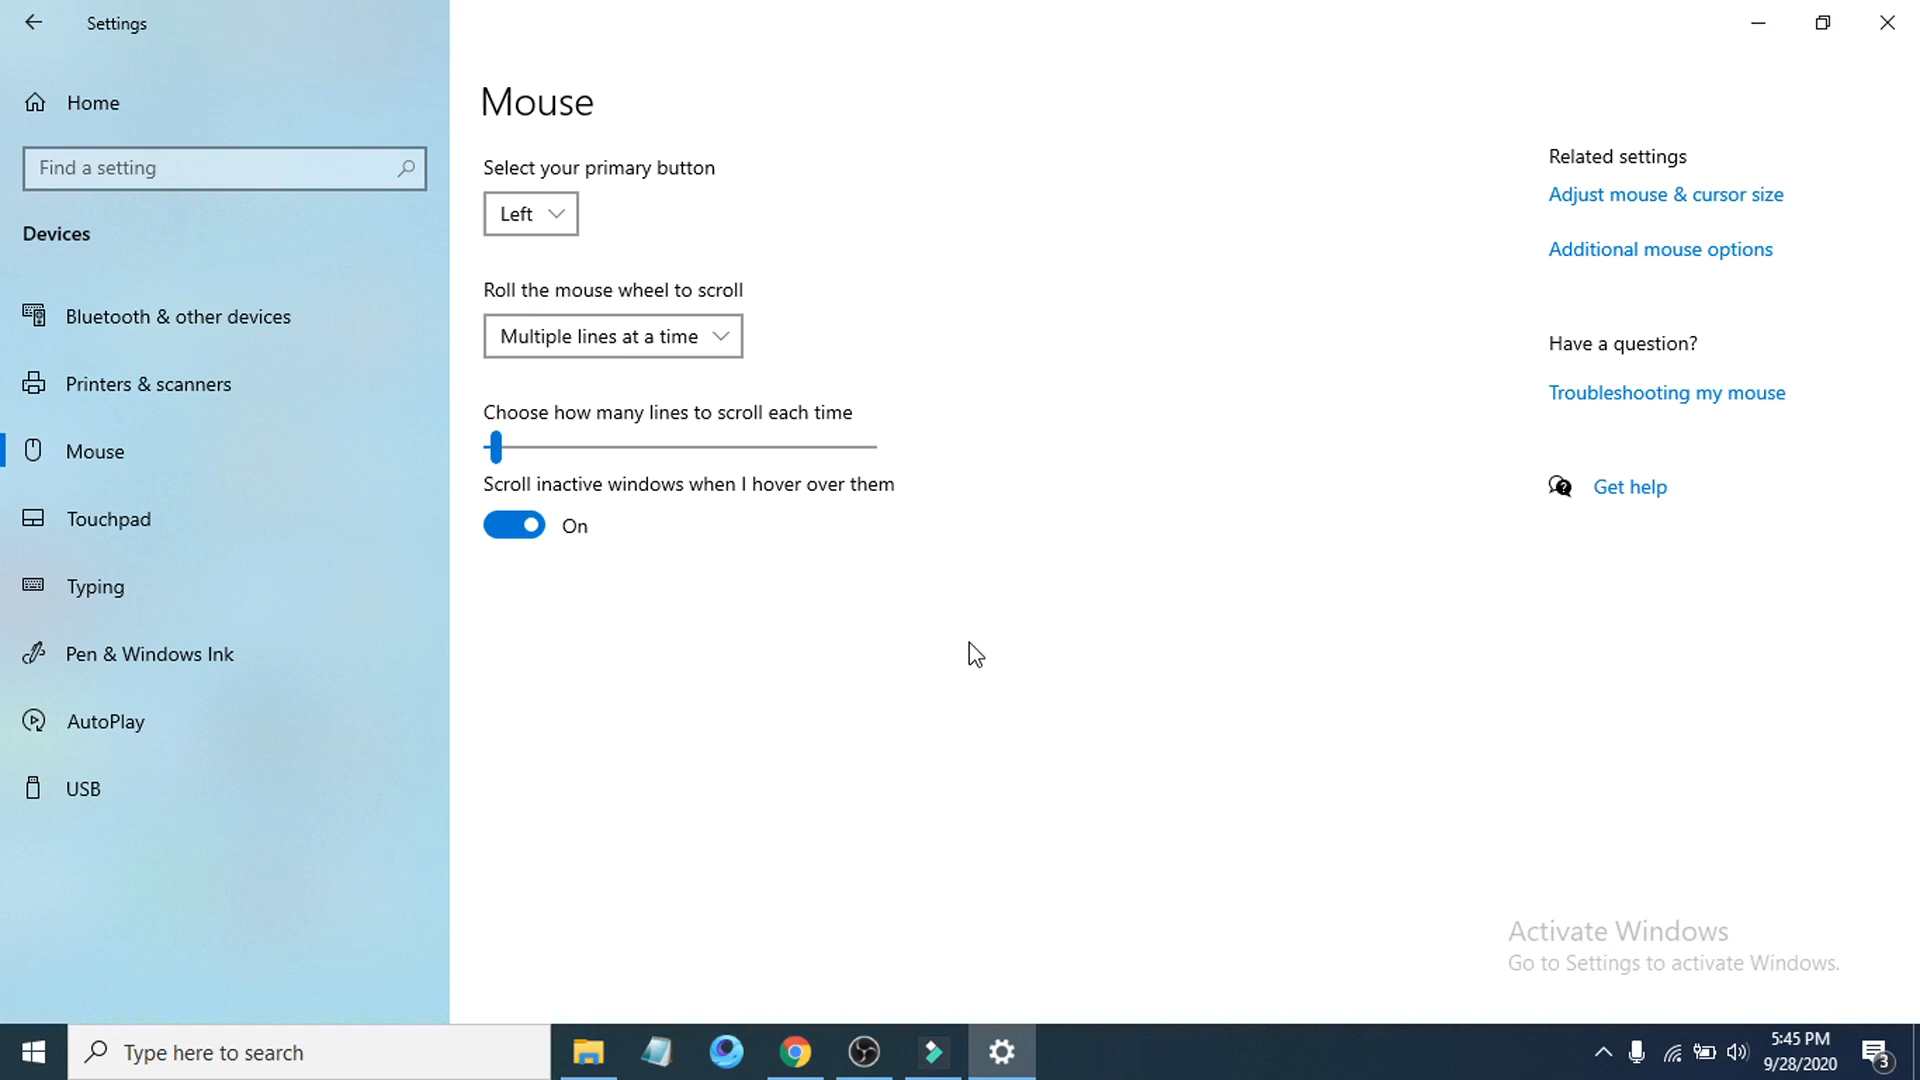 Settings
Home
Find a setting
Devices
Bluetooth & other devices
Printers & scanners
Mouse
Touchpad
Typing
Pen & Windows Ink
AutoPlay
USB
Mouse
Select your primary button
Left
Roll the mouse wheel to scroll
Multiple lines at a time
Choose how many lines to scroll each time
Scroll inactive windows when I hover over them
On
Related settings
Adjust mouse & cursor size
Additional mouse options
Have a question?
Troubleshooting my mouse
Get help
Activate Windows
Go to Settings to activate Windows.
Type here to search
5:45 PM
9/28/2020
3